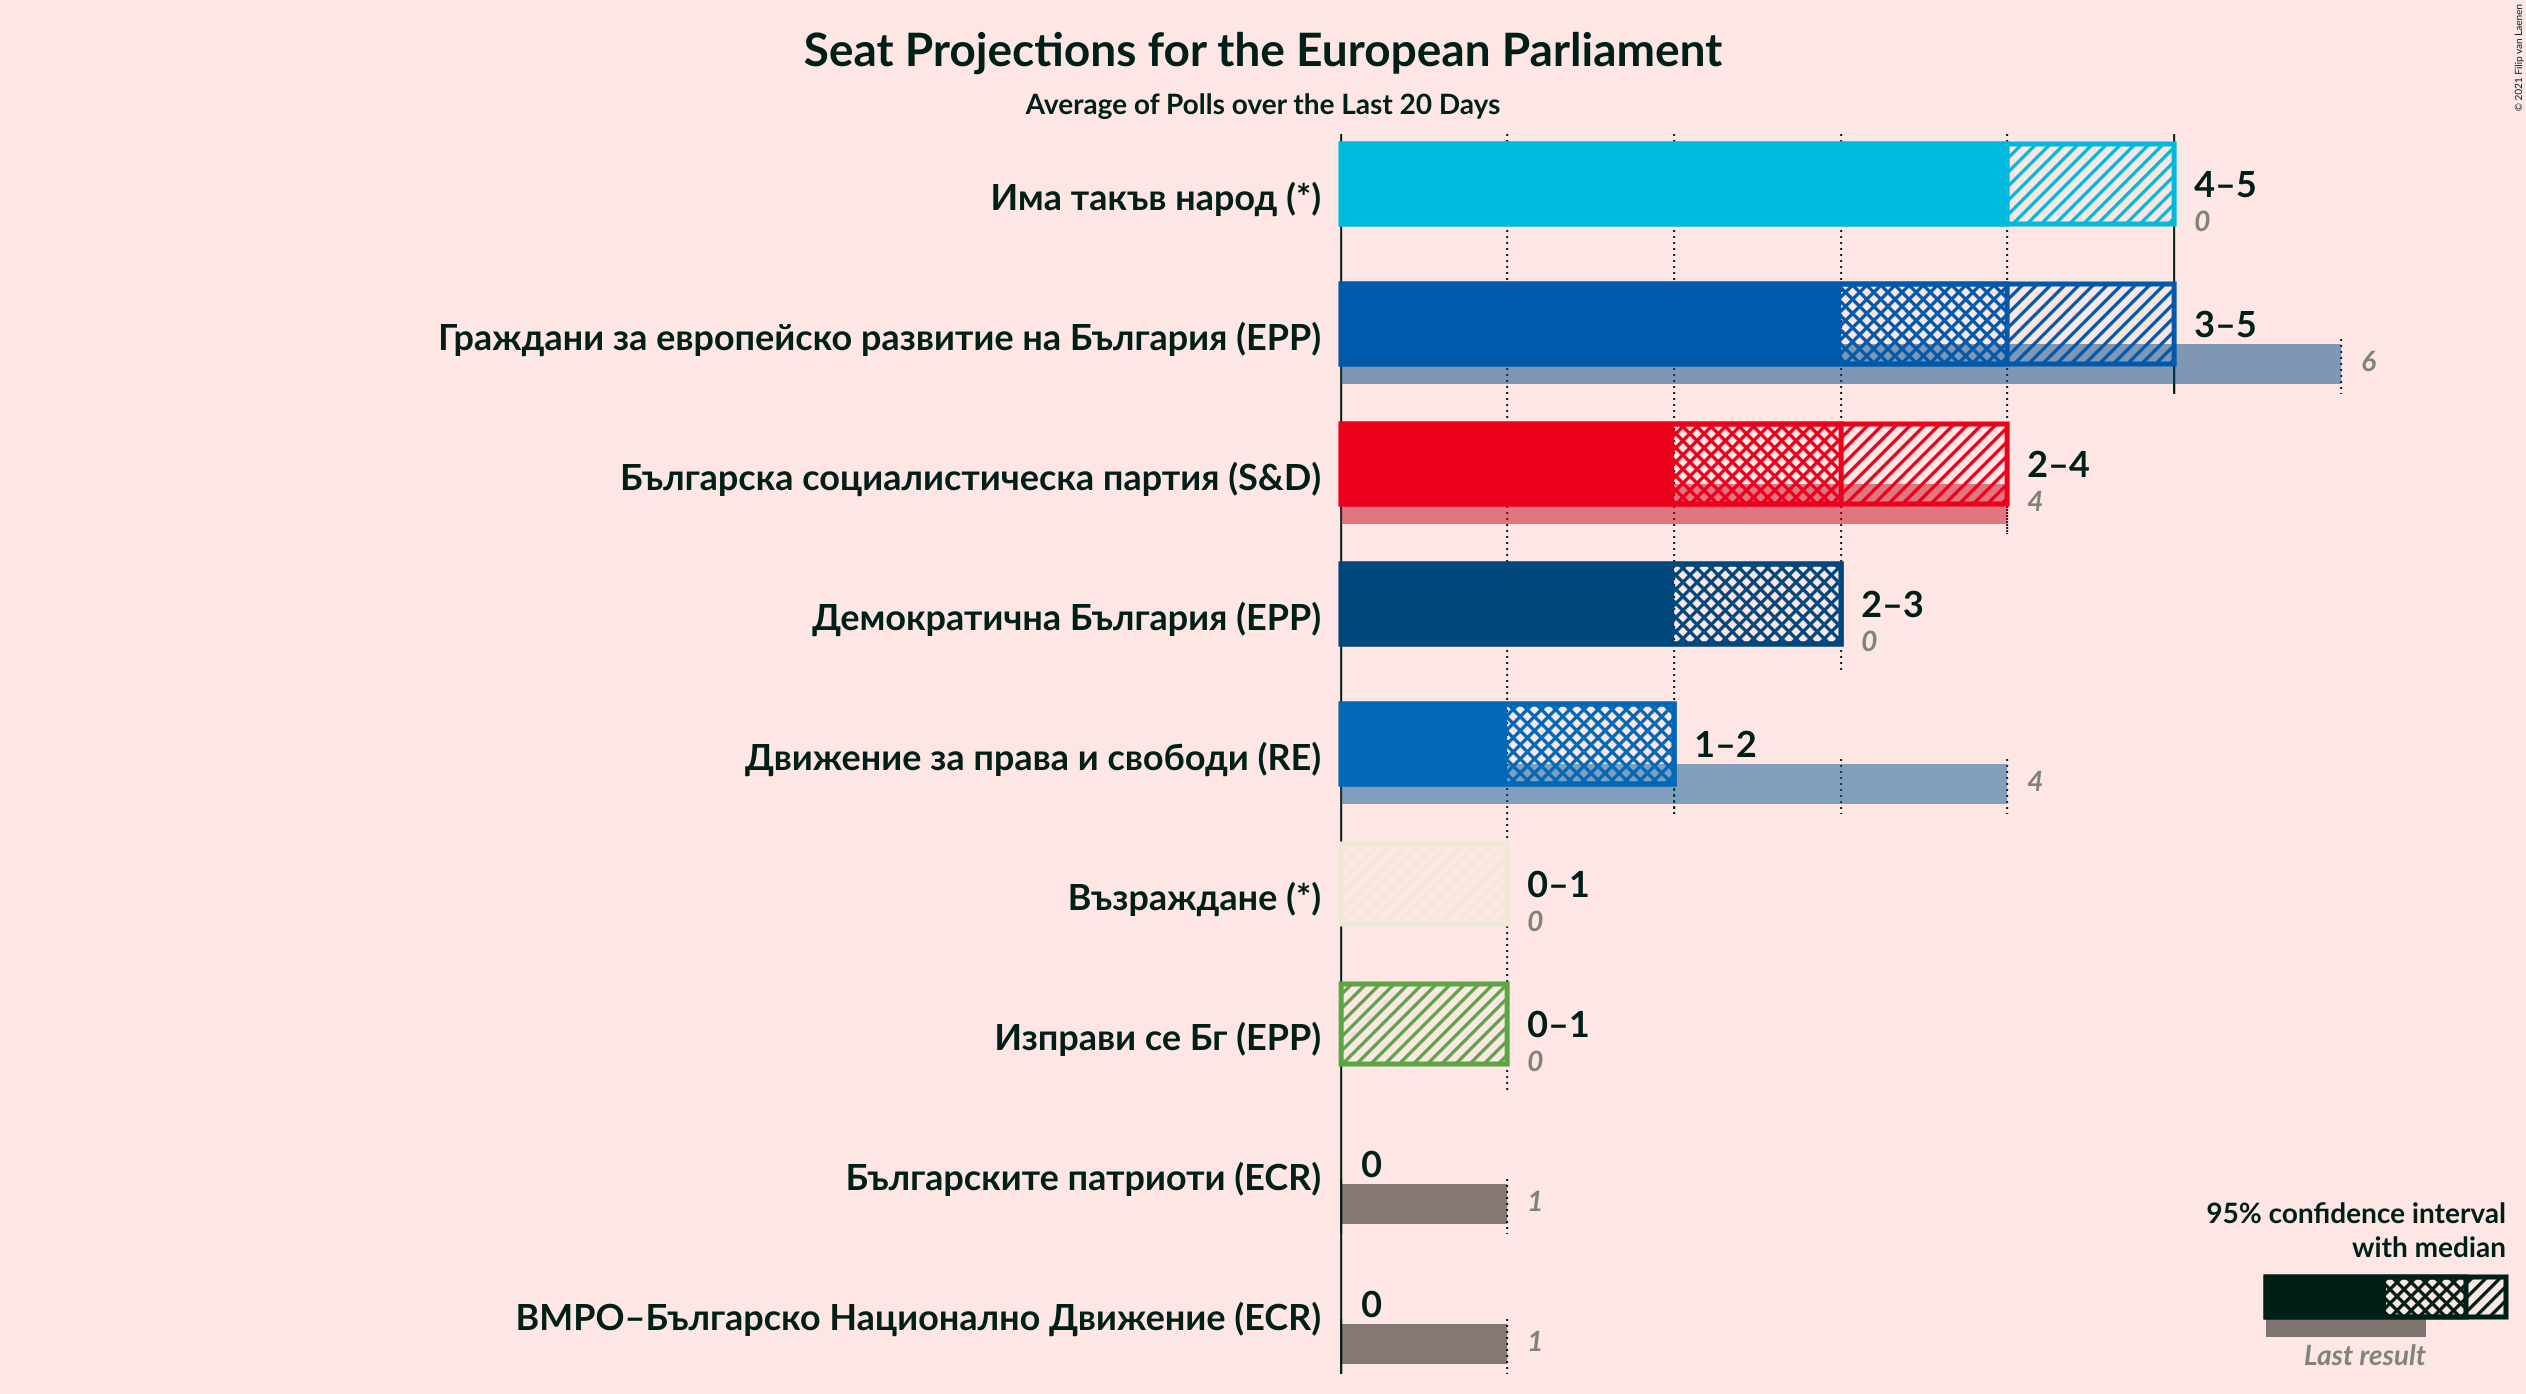 Seat Projections for the European Parliament
Average of Polls over the Last 20 Days
© 2021 Filip van Laenen
Има такъв народ (*)
4–5
0
Граждани за европейско развитие на България (EPP)
3–5
6
Българска социалистическа партия (S&D)
2–4
4
Демократична България (EPP)
2–3
0
Движение за права и свободи (RE)
1–2
4
Възраждане (*)
0–1
0
Изправи се Бг (EPP)
0–1
0
Българските патриоти (ECR)
0
1
ВМРО–Българско Национално Движение (ECR)
0
1
95% confidence interval
with median
Last result